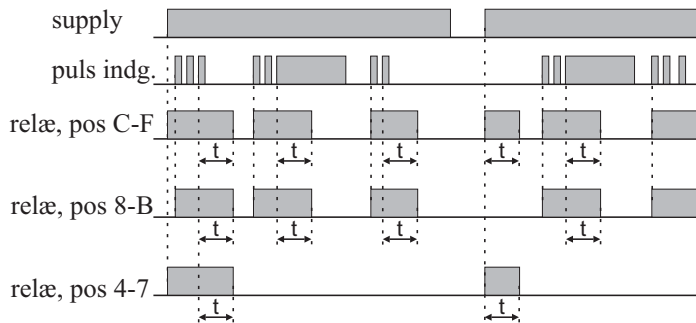 supply
puls indg.
relæ, pos C-F
t t t t t
relæ, pos 8-B
t t t t
relæ, pos 4-7
t t